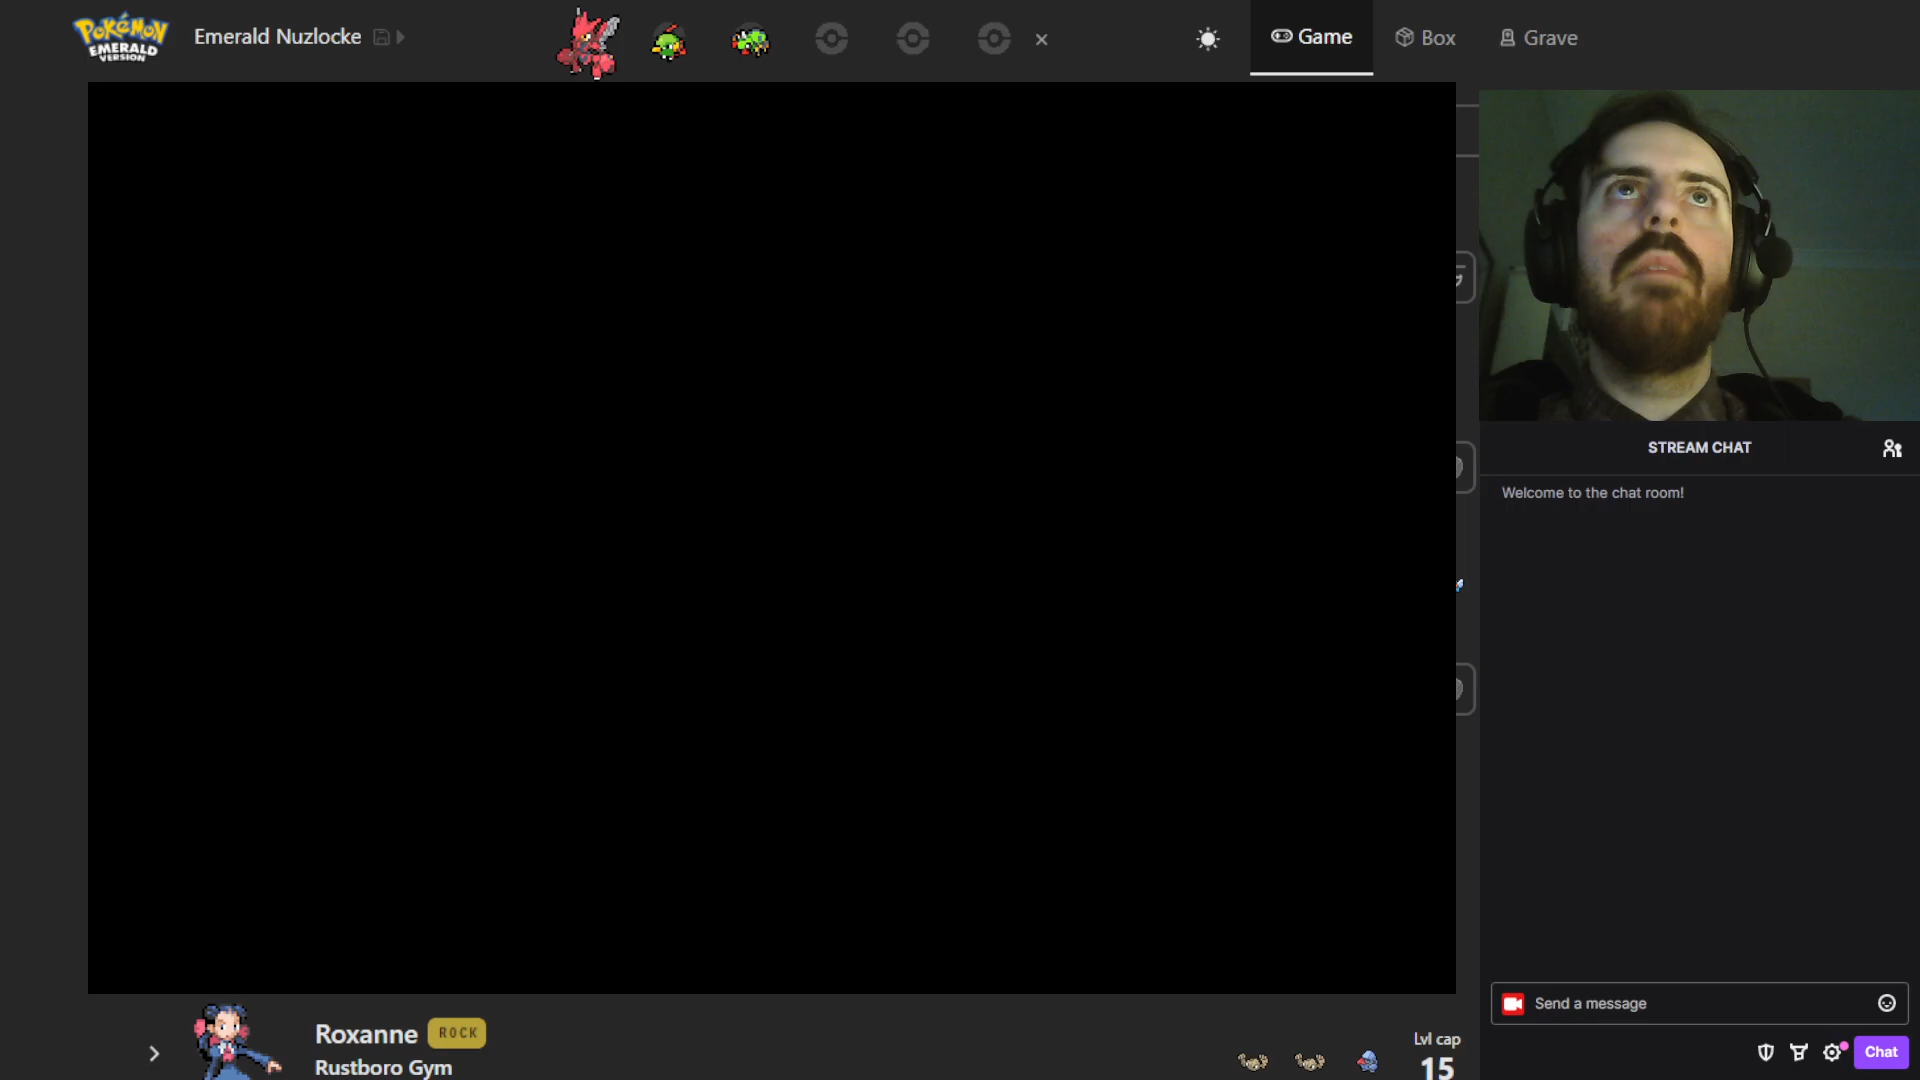 POKéMON
EMERALD
VERSION
Emerald Nuzlocke
Game
Box
Grave
STREAM CHAT
Welcome to the chat room!
Send a message
Chat
Roxanne
ROCK
Rustboro Gym
Lvl cap
15